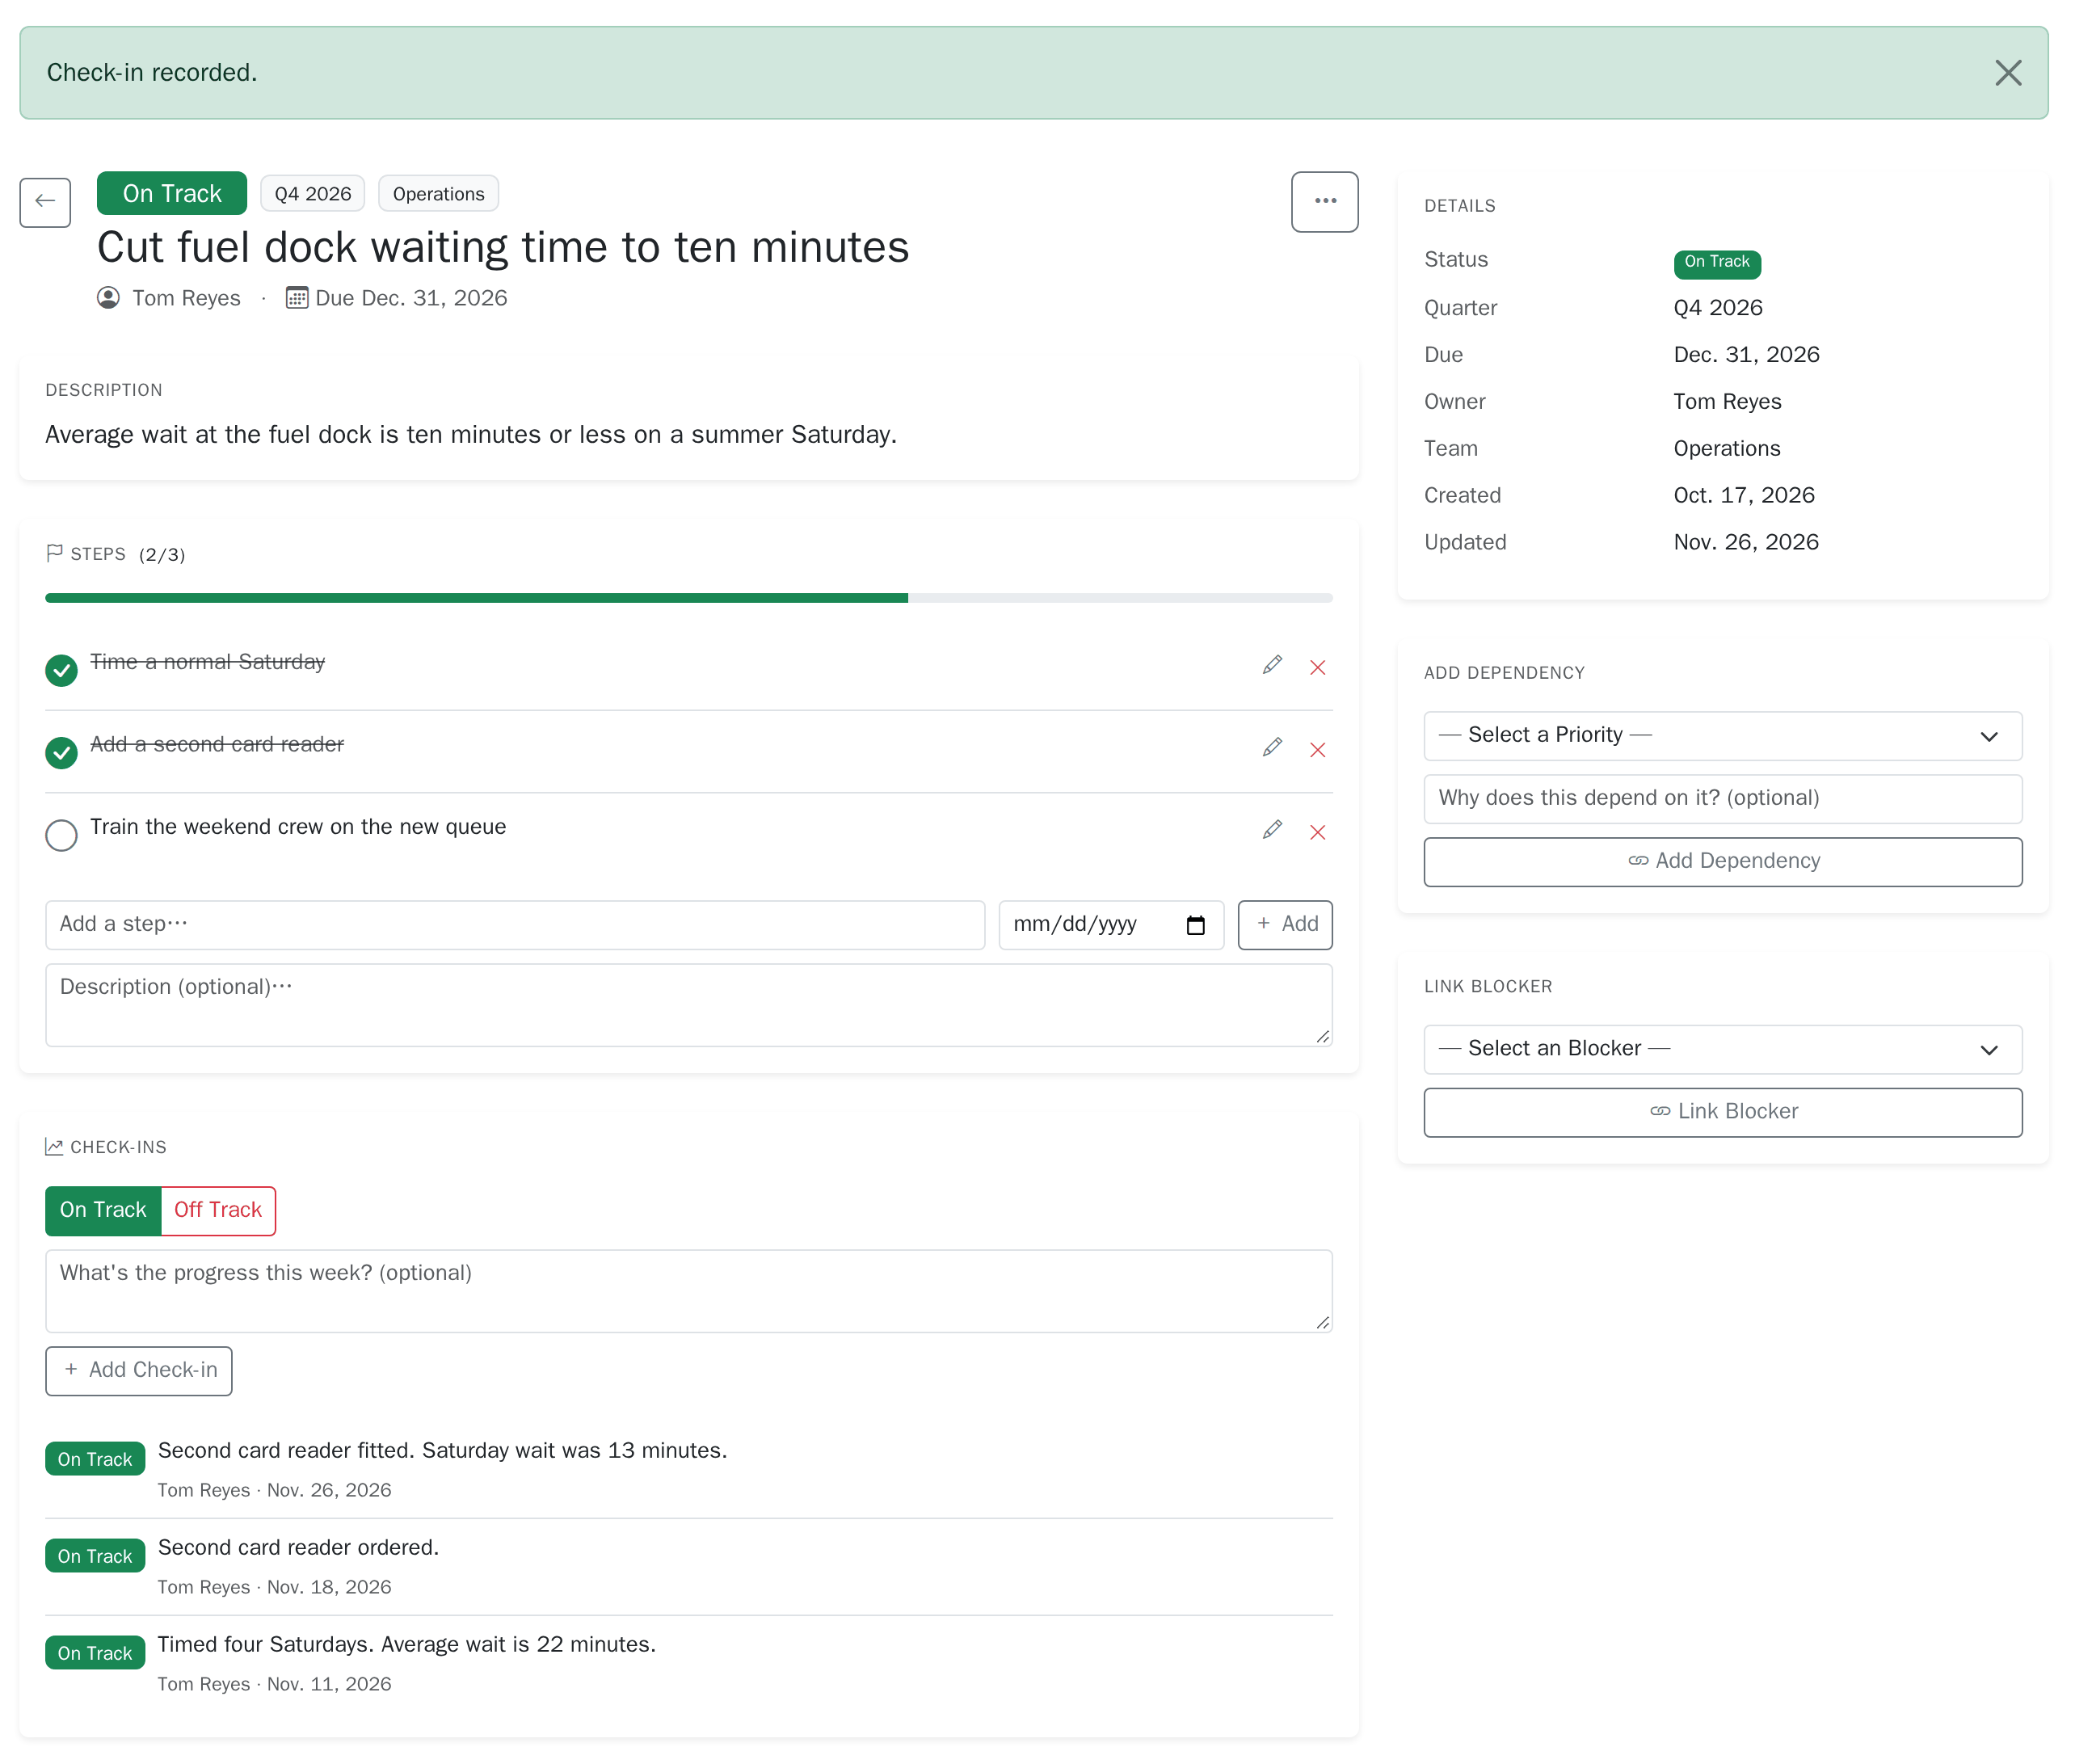 Check-in recorded.
On Track Q4 2026 Operations
Cut fuel dock waiting time to ten minutes
Tom Reyes · Due Dec. 31, 2026
DESCRIPTION
Average wait at the fuel dock is ten minutes or less on a summer Saturday.
STEPS (2/3)
Time a normal Saturday
Add a second card reader
Train the weekend crew on the new queue
Add a step… mm/dd/yyyy + Add
Description (optional)…
CHECK-INS
On Track Off Track
What's the progress this week? (optional)
+ Add Check-in
On Track Second card reader fitted. Saturday wait was 13 minutes.
Tom Reyes · Nov. 26, 2026
On Track Second card reader ordered.
Tom Reyes · Nov. 18, 2026
On Track Timed four Saturdays. Average wait is 22 minutes.
Tom Reyes · Nov. 11, 2026
DETAILS
Status On Track
Quarter Q4 2026
Due Dec. 31, 2026
Owner Tom Reyes
Team Operations
Created Oct. 17, 2026
Updated Nov. 26, 2026
ADD DEPENDENCY
— Select a Priority —
Why does this depend on it? (optional)
Add Dependency
LINK BLOCKER
— Select an Blocker —
Link Blocker